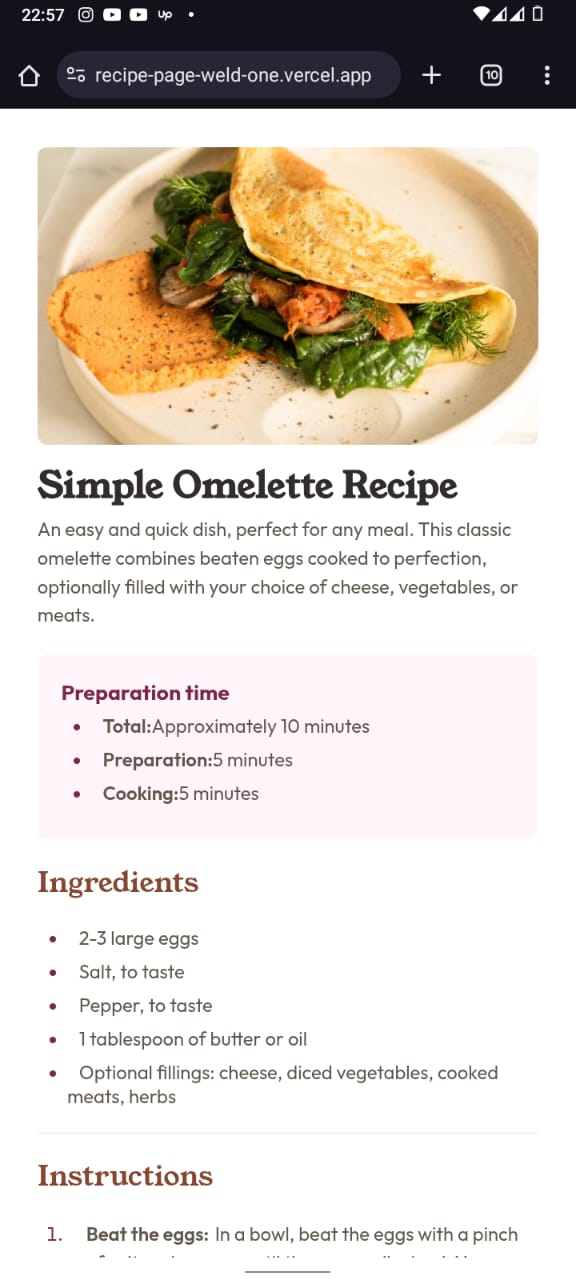 22:57
up
recipe-page-weld-one.vercel.app
10
Simple Omelette Recipe
An easy and quick dish, perfect for any meal. This classic
omelette combines beaten eggs cooked to perfection,
optionally filled with your choice of cheese, vegetables, or
meats.
Preparation time
• Total:Approximately 10 minutes
• Preparation:5 minutes
• Cooking:5 minutes
Ingredients
• 2-3 large eggs
• Salt, to taste
• Pepper, to taste
• 1 tablespoon of butter or oil
• Optional fillings: cheese, diced vegetables, cooked
meats, herbs
Instructions
1. Beat the eggs: In a bowl, beat the eggs with a pinch